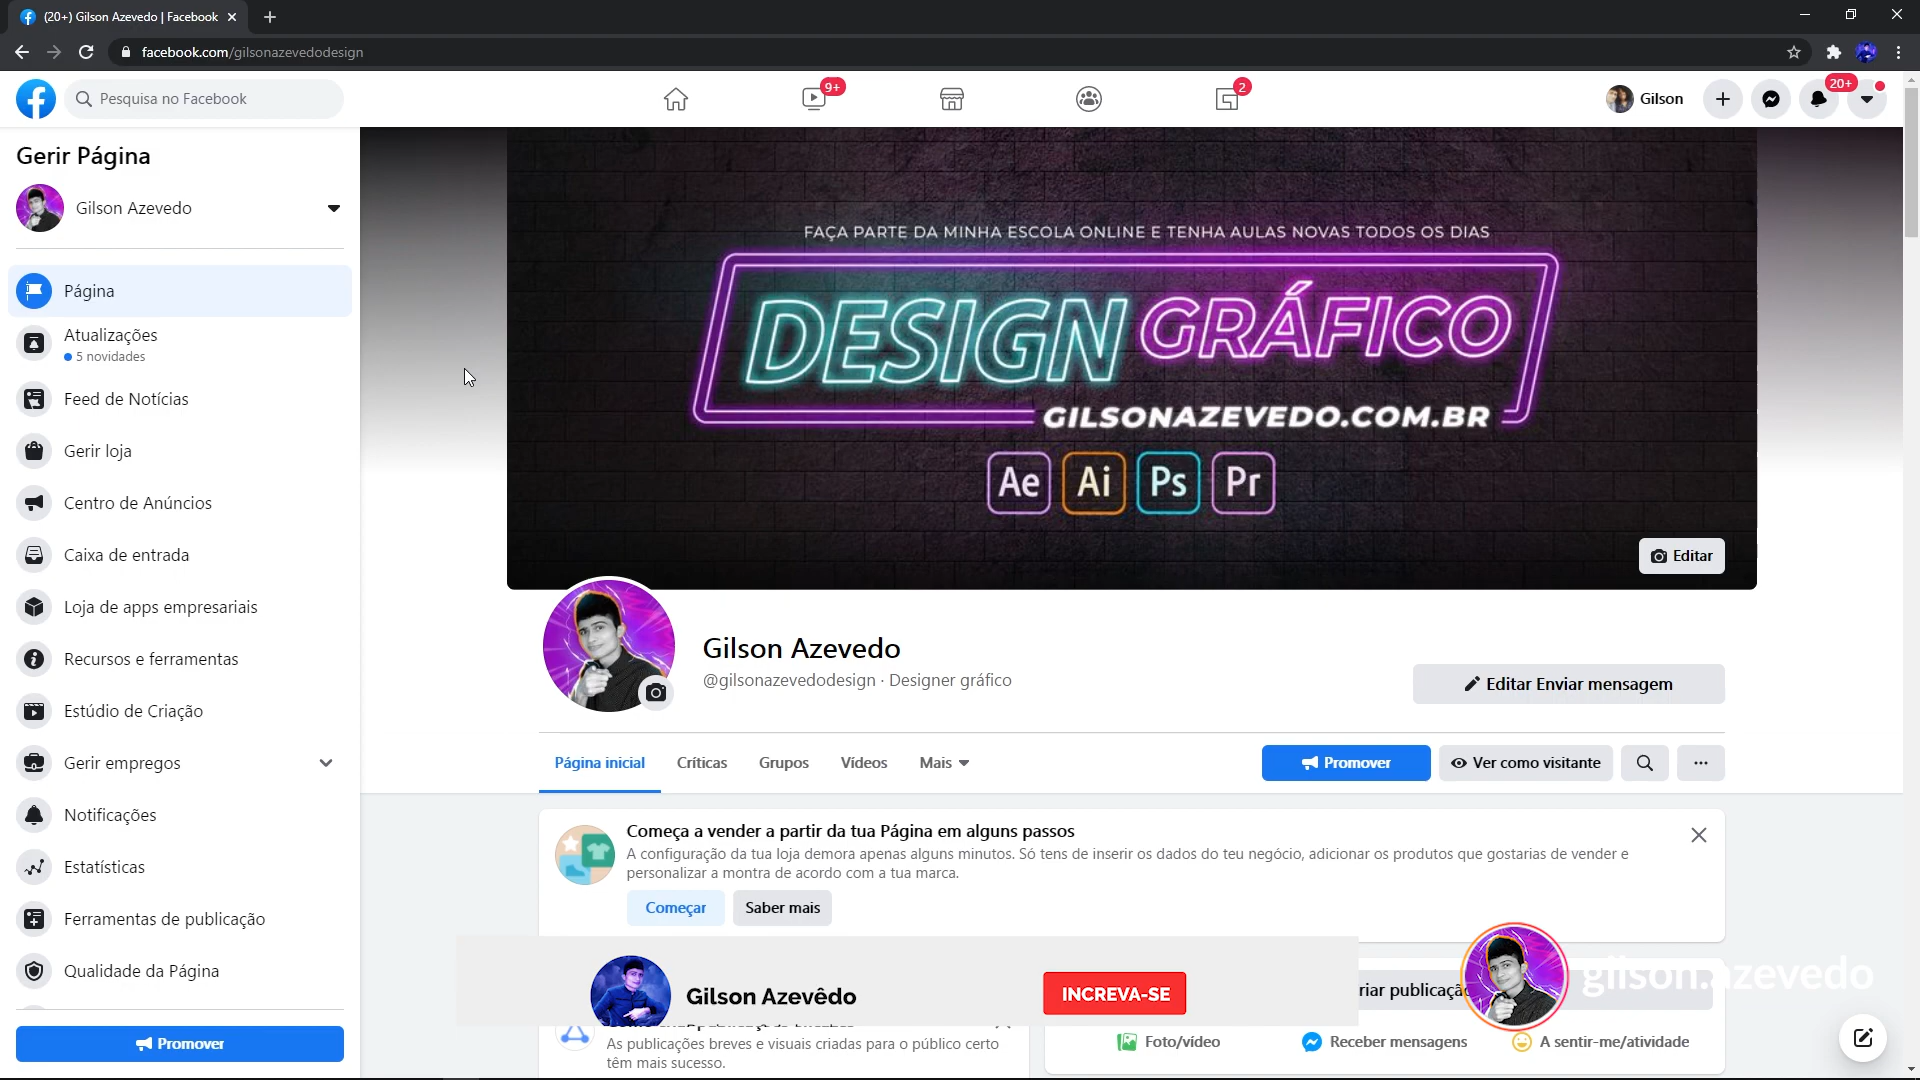 (20+) Gilson Azevedo | Facebook
facebook.com/gilsonazevedodesign
Pesquisa no Facebook
9+
2
Gilson
20+
Gerir Página
Gilson Azevedo
Página
Atualizações
5 novidades
Feed de Notícias
Gerir loja
Centro de Anúncios
Caixa de entrada
Loja de apps empresariais
Recursos e ferramentas
Estúdio de Criação
Gerir empregos
Notificações
Estatísticas
Ferramentas de publicação
Qualidade da Página
Promover
FAÇA PARTE DA MINHA ESCOLA ONLINE E TENHA AULAS NOVAS TODOS OS DIAS
DESIGN GRÁFICO
GILSONAZEVEDO.COM.BR
Ae Ai Ps Pr
Editar
Gilson Azevedo
@gilsonazevedodesign · Designer gráfico
Editar Enviar mensagem
Página inicial
Críticas
Grupos
Vídeos
Mais
Promover
Ver como visitante
Começa a vender a partir da tua Página em alguns passos
A configuração da tua loja demora apenas alguns minutos. Só tens de inserir os dados do teu negócio, adicionar os produtos que gostarias de vender e
personalizar a montra de acordo com a tua marca.
Começar
Saber mais
Gilson Azevêdo
INCREVA-SE
riar publicaçã
gilson.azevedo
As publicações breves e visuais criadas para o público certo
têm mais sucesso.
Foto/vídeo
Receber mensagens
A sentir-me/atividade